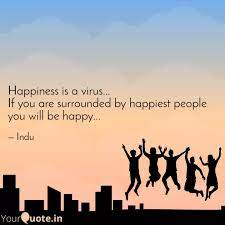 Happiness is a virus...
If you are surrounded by happiest people
you will be happy...
— Indu
YourQuote.in